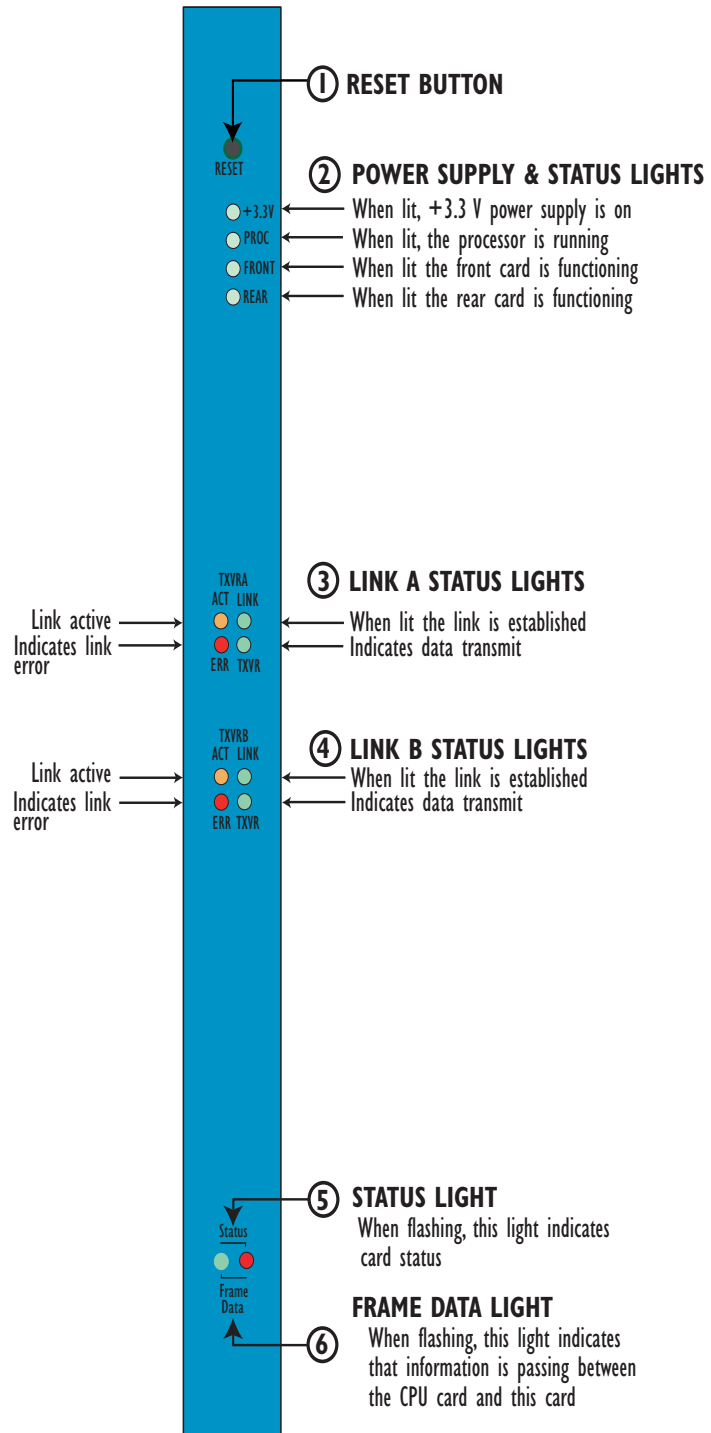 1 RESET BUTTON
RESET
2 POWER SUPPLY & STATUS LIGHTS
+3.3V When lit, +3.3 V power supply is on
PROC When lit, the processor is running
FRONT When lit the front card is functioning
REAR When lit the rear card is functioning
3 LINK A STATUS LIGHTS
TXVRA
ACT LINK
Link active When lit the link is established
Indicates link error Indicates data transmit
ERR TXVR
4 LINK B STATUS LIGHTS
TXVRB
ACT LINK
Link active When lit the link is established
Indicates link error Indicates data transmit
ERR TXVR
5 STATUS LIGHT
When flashing, this light indicates
card status
Status
Frame
Data
FRAME DATA LIGHT
6 When flashing, this light indicates
that information is passing between
the CPU card and this card